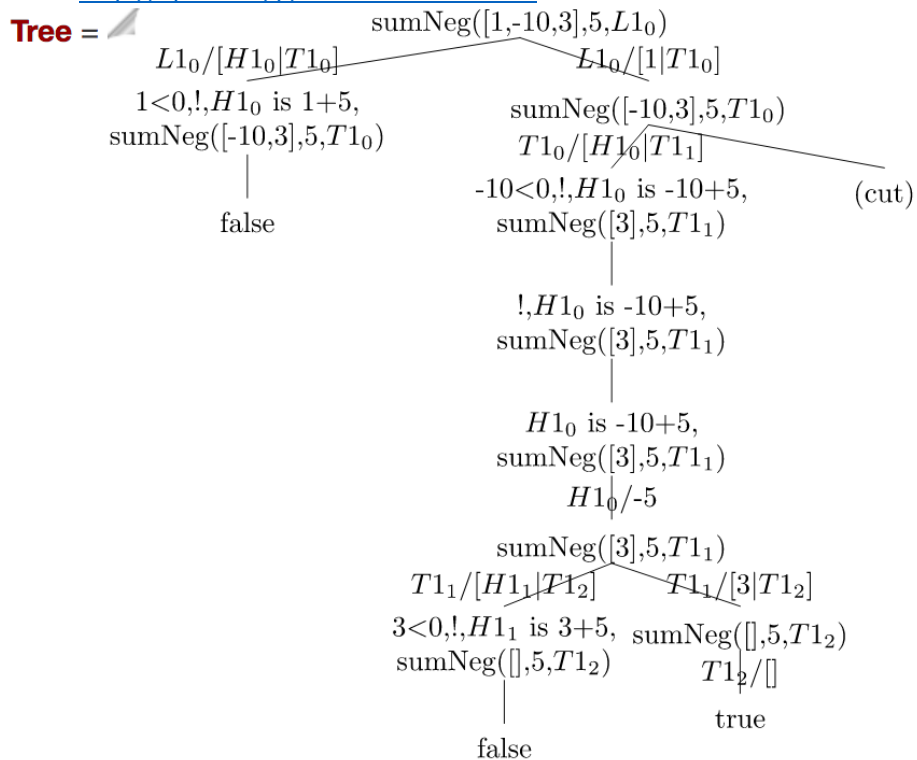 Tree =
sumNeg([1,-10,3],5,L1₀)
L1₀/[H1₀|T1₀]
L1₀/[1|T1₀]
1<0,!,H1₀ is 1+5,
sumNeg([-10,3],5,T1₀)
sumNeg([-10,3],5,T1₀)
false
T1₀/[H1₀|T1₁]
-10<0,!,H1₀ is -10+5,
sumNeg([3],5,T1₁)
(cut)
!,H1₀ is -10+5,
sumNeg([3],5,T1₁)
H1₀ is -10+5,
sumNeg([3],5,T1₁)
H1₀/-5
sumNeg([3],5,T1₁)
T1₁/[H1₁|T1₂]
T1₁/[3|T1₂]
3<0,!,H1₁ is 3+5,
sumNeg([],5,T1₂)
sumNeg([],5,T1₂)
T1₂/[]
false
true